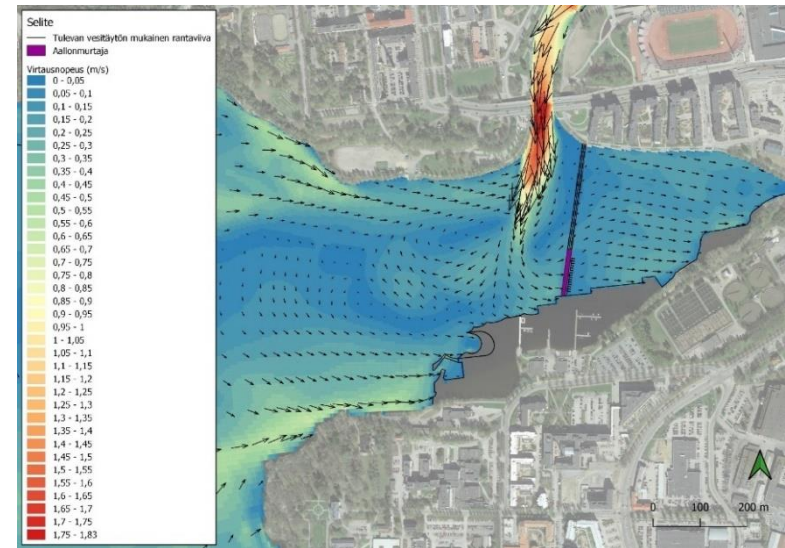 Selite
Tulevan vesitäytön mukainen rantaviiva
Aallonmurtaja
Virtausnopeus (m/s)
0 - 0,05
0,05 - 0,1
0,1 - 0,15
0,15 - 0,2
0,2 - 0,25
0,25 - 0,3
0,3 - 0,35
0,35 - 0,4
0,4 - 0,45
0,45 - 0,5
0,5 - 0,55
0,55 - 0,6
0,6 - 0,65
0,65 - 0,7
0,7 - 0,75
0,75 - 0,8
0,8 - 0,85
0,85 - 0,9
0,9 - 0,95
0,95 - 1
1 - 1,05
1,05 - 1,1
1,1 - 1,15
1,15 - 1,2
1,2 - 1,25
1,25 - 1,3
1,3 - 1,35
1,35 - 1,4
1,4 - 1,45
1,45 - 1,5
1,5 - 1,55
1,55 - 1,6
1,6 - 1,65
1,65 - 1,7
1,7 - 1,75
1,75 - 1,83
0 100 200 m